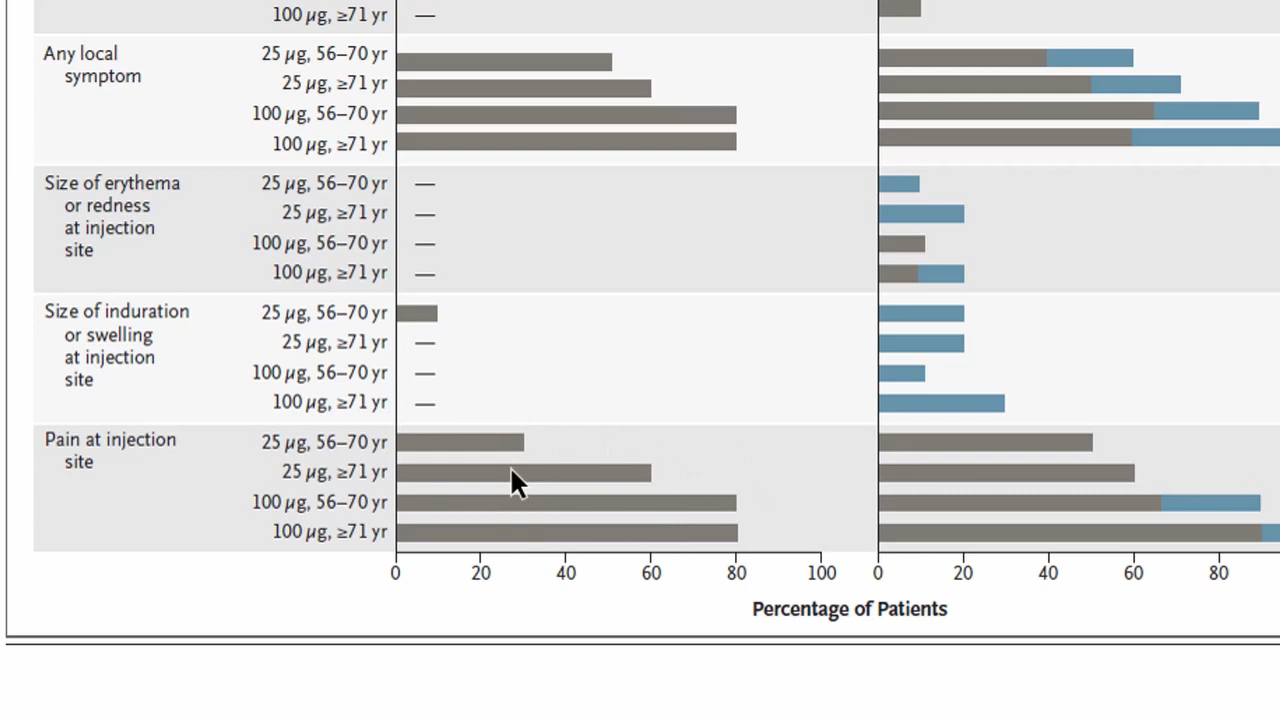 100 µg, ≥71 yr —
Any local
symptom
25 µg, 56–70 yr
25 µg, ≥71 yr
100 µg, 56–70 yr
100 µg, ≥71 yr
Size of erythema
or redness
at injection
site
25 µg, 56–70 yr —
25 µg, ≥71 yr —
100 µg, 56–70 yr —
100 µg, ≥71 yr —
Size of induration
or swelling
at injection
site
25 µg, 56–70 yr
25 µg, ≥71 yr —
100 µg, 56–70 yr —
100 µg, ≥71 yr —
Pain at injection
site
25 µg, 56–70 yr
25 µg, ≥71 yr
100 µg, 56–70 yr
100 µg, ≥71 yr
0 20 40 60 80 100 0 20 40 60 80
Percentage of Patients